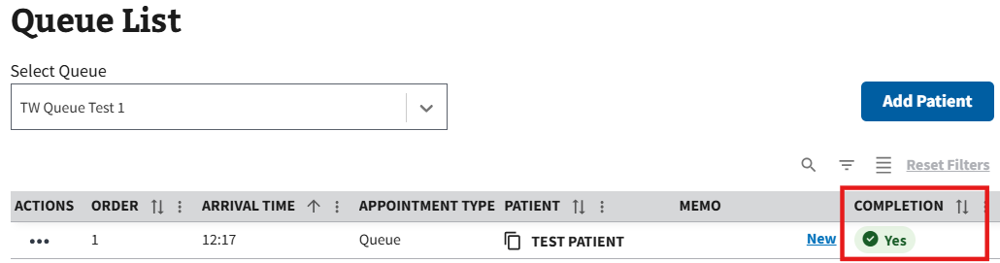 Queue List
Select Queue
TW Queue Test 1
Add Patient
Reset Filters
ACTIONS ORDER ARRIVAL TIME APPOINTMENT TYPE PATIENT MEMO COMPLETION
1 12:17 Queue TEST PATIENT New Yes